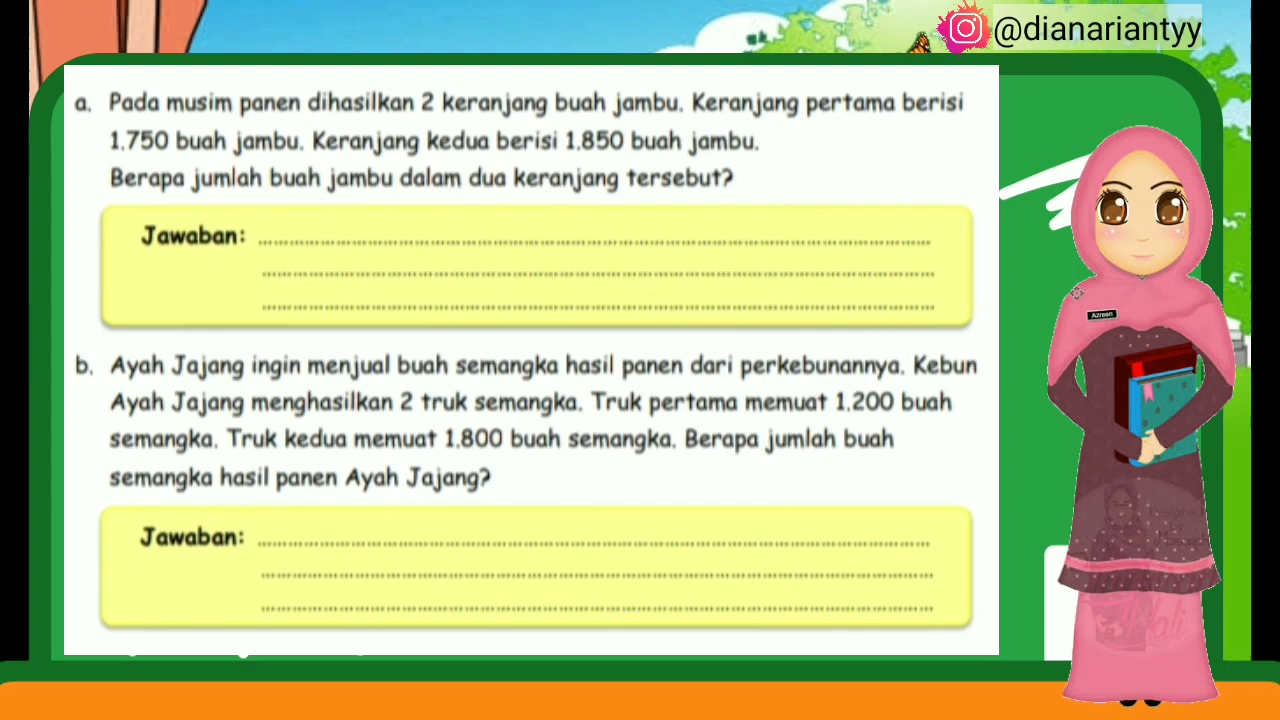 @dianariantyy
a. Pada musim panen dihasilkan 2 keranjang buah jambu. Keranjang pertama berisi
1.750 buah jambu. Keranjang kedua berisi 1.850 buah jambu.
Berapa jumlah buah jambu dalam dua keranjang tersebut?
Jawaban:
b. Ayah Jajang ingin menjual buah semangka hasil panen dari perkebunannya. Kebun
Ayah Jajang menghasilkan 2 truk semangka. Truk pertama memuat 1.200 buah
semangka. Truk kedua memuat 1.800 buah semangka. Berapa jumlah buah
semangka hasil panen Ayah Jajang?
Jawaban:
Azreen